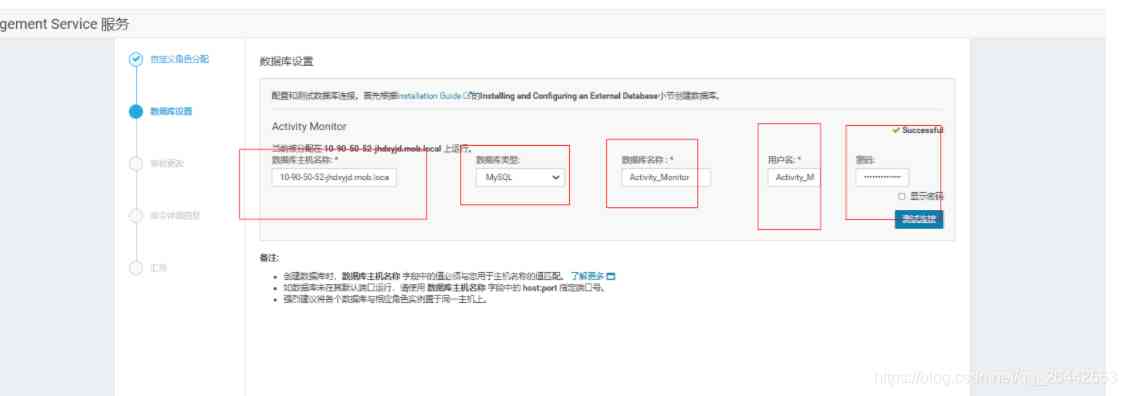 gement Service 服务
自定义角色分配
数据库设置
审核更改
命令详细信息
汇总
数据库设置
配置和测试数据库连接。首先根据Installation Guide 的Installing and Configuring an External Database小节创建数据库。
Activity Monitor
Successful
当前被分配在 10-90-50-52-jhdxyjd.mob.local 上运行。
数据库主机名称: * 数据库类型: 数据库名称 : * 用户名: * 密码:
10-90-50-52-jhdxyjd.mob.loca MySQL Activity_Monitor Activity_M ·············
显示密码
测试连接
备注:
创建数据库时, 数据库主机名称 字段中的值必须与您用于主机名称的值匹配。 了解更多
如数据库未在其默认端口运行, 请使用 数据库主机名称 字段中的 host:port 指定端口号。
强烈建议将各个数据库与相应角色实例置于同一主机上。
https://blog.csdn.net/qq_26442553